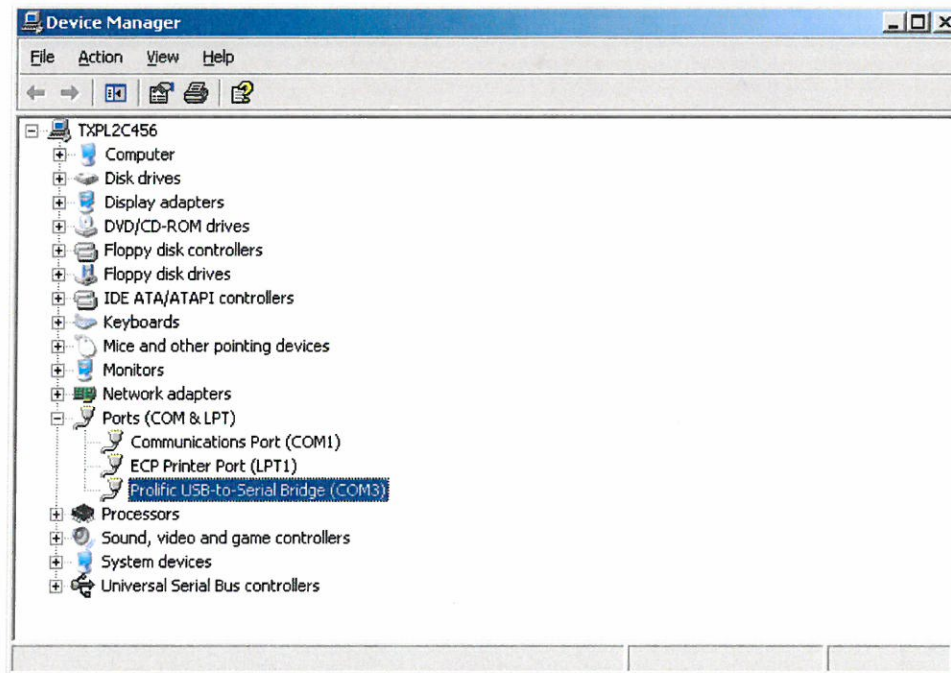 Device Manager
File Action View Help
TXPL2C456
Computer
Disk drives
Display adapters
DVD/CD-ROM drives
Floppy disk controllers
Floppy disk drives
IDE ATA/ATAPI controllers
Keyboards
Mice and other pointing devices
Monitors
Network adapters
Ports (COM & LPT)
Communications Port (COM1)
ECP Printer Port (LPT1)
Prolific USB-to-Serial Bridge (COM3)
Processors
Sound, video and game controllers
System devices
Universal Serial Bus controllers